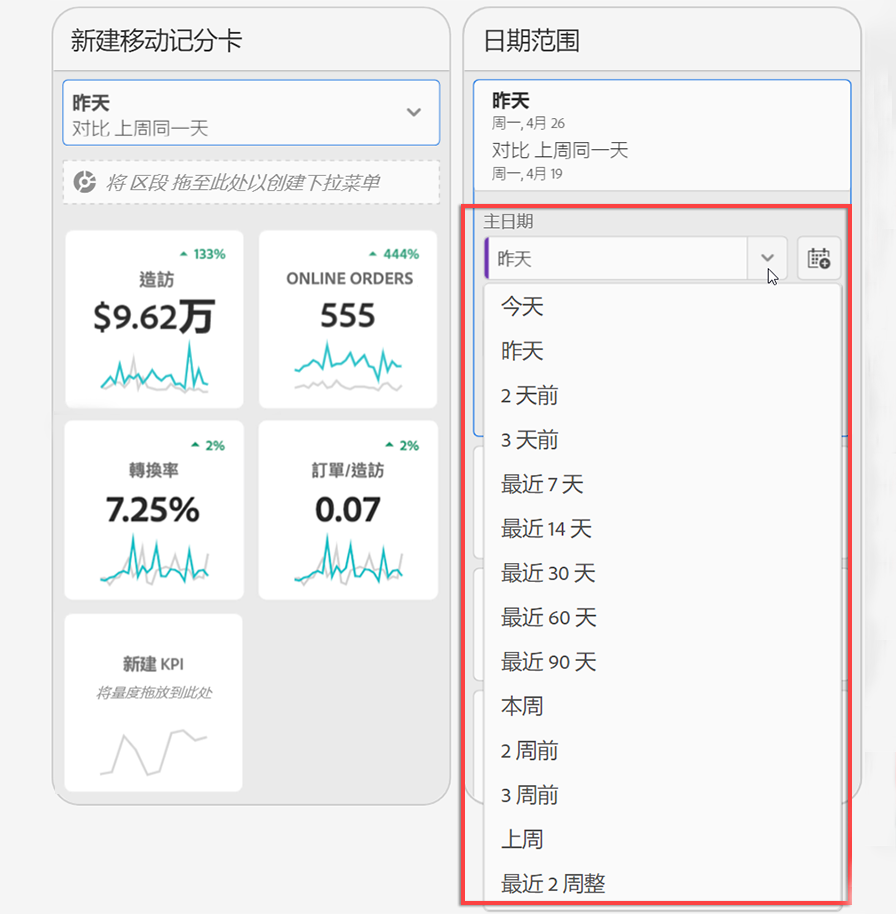 新建移动记分卡
昨天
对比 上周同一天
将 区段 拖至此处以创建下拉菜单
133%
造訪
$9.62万
444%
ONLINE ORDERS
555
2%
轉換率
7.25%
2%
訂單/造訪
0.07
新建 KPI
将量度拖放到此处
日期范围
昨天
周一, 4月 26
对比 上周同一天
周一, 4月 19
主日期
昨天
今天
昨天
2 天前
3 天前
最近 7 天
最近 14 天
最近 30 天
最近 60 天
最近 90 天
本周
2 周前
3 周前
上周
最近 2 周整